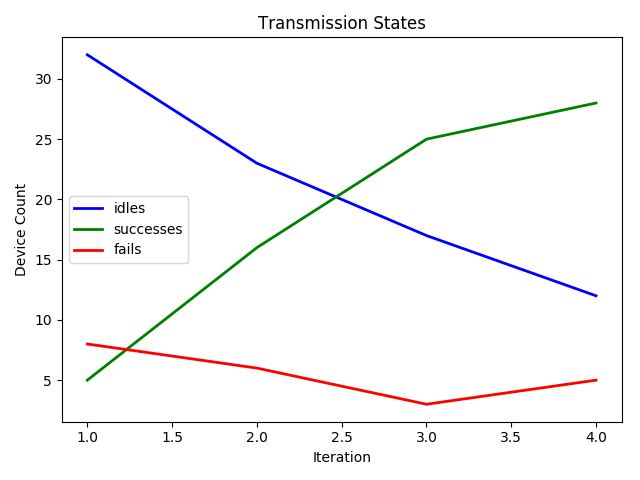 Transmission States
Device Count
30
25
20
15
10
5
idles
successes
fails
1.0 1.5 2.0 2.5 3.0 3.5 4.0
Iteration